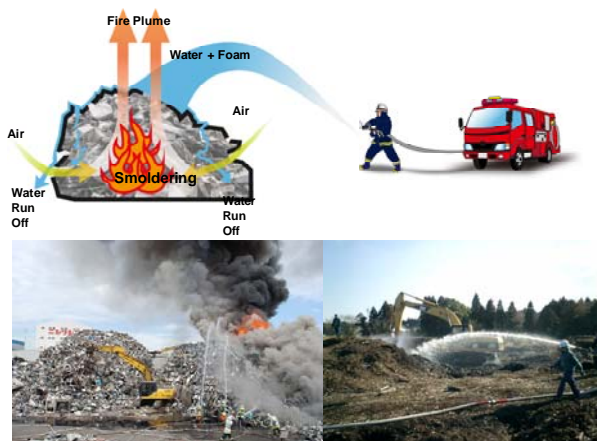 Fire Plume
Water + Foam
Air
Air
Smoldering
Water
Run
Off
Water
Run
Off